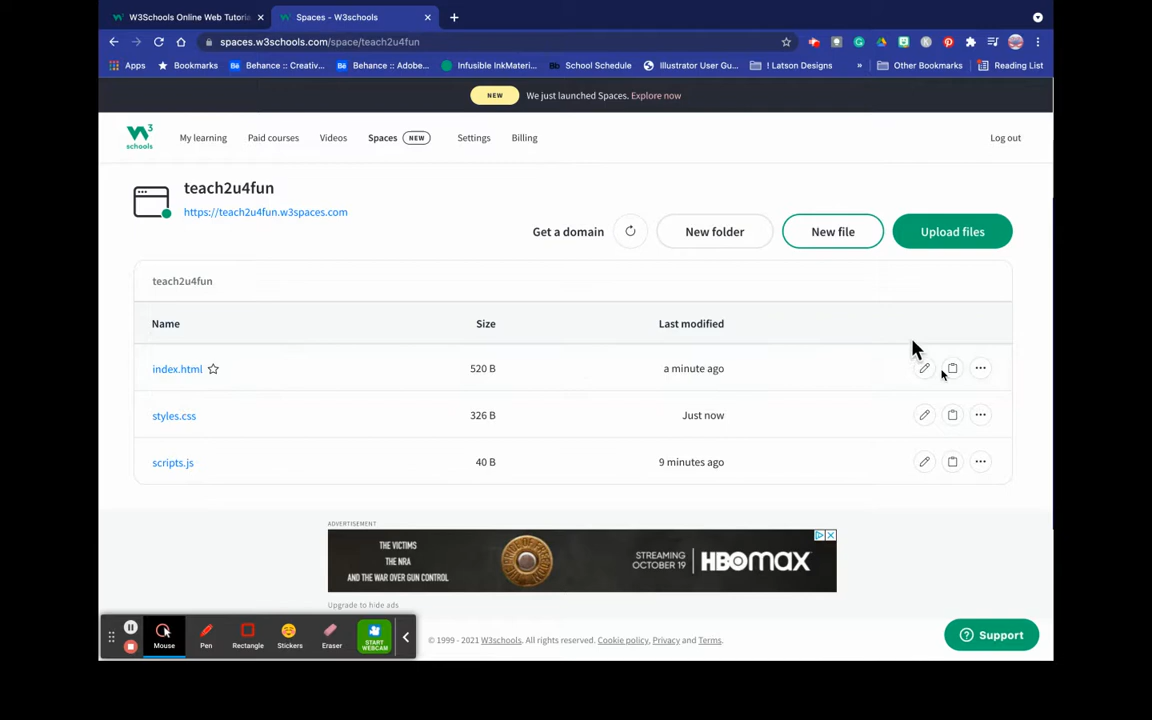 W3Schools Online Web Tutoria
Spaces - W3schools
spaces.w3schools.com/space/teach2u4fun
Apps
Bookmarks
Behance :: Creativ...
Behance :: Adobe...
Infusible InkMateri...
School Schedule
Illustrator User Gu...
! Latson Designs
»
Other Bookmarks
Reading List
NEW
We just launched Spaces. Explore now
W3
schools
My learning
Paid courses
Videos
Spaces
NEW
Settings
Billing
Log out
teach2u4fun
https://teach2u4fun.w3spaces.com
Get a domain
New folder
New file
Upload files
teach2u4fun
Name
Size
Last modified
index.html
520 B
a minute ago
styles.css
326 B
Just now
scripts.js
40 B
9 minutes ago
ADVERTISEMENT
THE VICTIMS
THE NRA
AND THE WAR OVER GUN CONTROL
STREAMING
OCTOBER 19
HBOMAX
Upgrade to hide ads
Mouse
Pen
Rectangle
Stickers
Eraser
START
WEBCAM
© 1999 - 2021 W3schools. All rights reserved. Cookie policy, Privacy and Terms.
Support